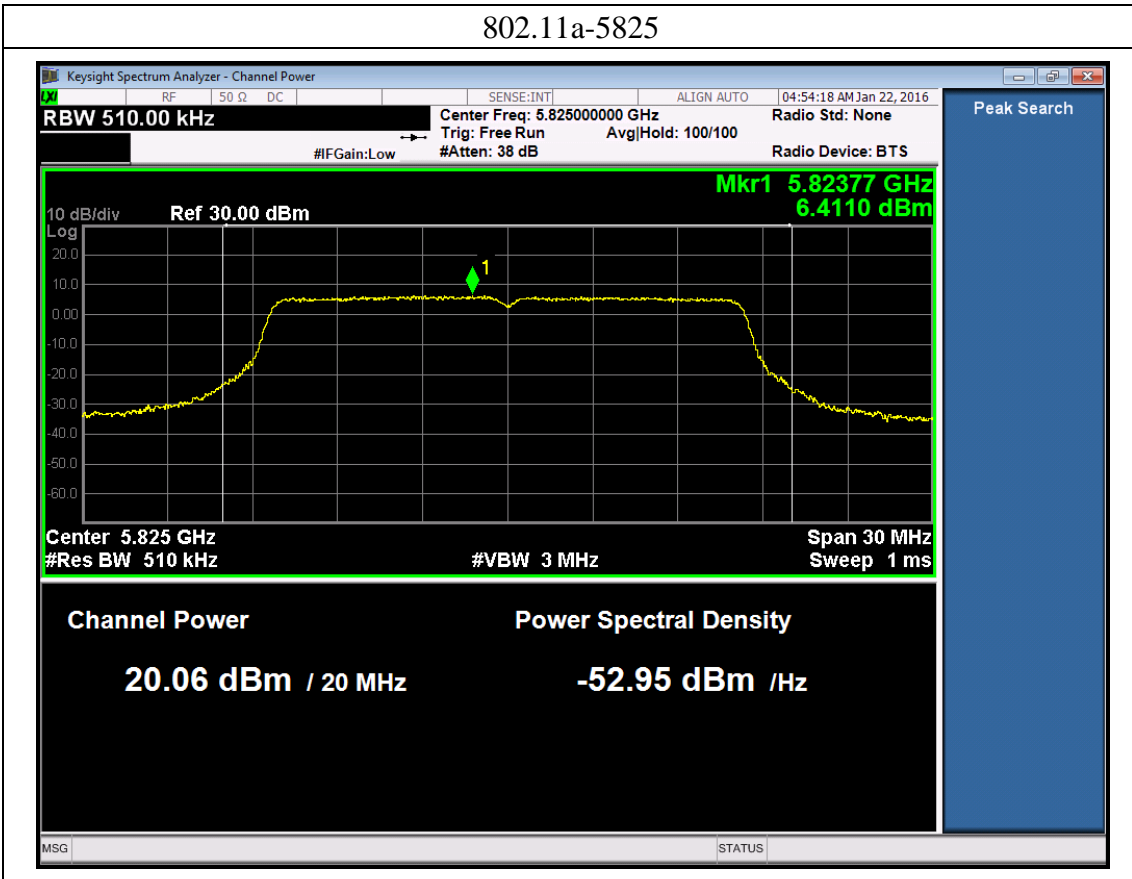 802.11a-5825
Keysight Spectrum Analyzer - Channel Power
LXI RF 50 Ω DC SENSE:INT ALIGN AUTO 04:54:18 AM Jan 22, 2016
RBW 510.00 kHz Center Freq: 5.825000000 GHz Radio Std: None
Trig: Free Run Avg|Hold: 100/100
#IFGain:Low #Atten: 38 dB Radio Device: BTS
Peak Search
Mkr1 5.82377 GHz
6.4110 dBm
10 dB/div Ref 30.00 dBm
Log
20.0
10.0
0.00
-10.0
-20.0
-30.0
-40.0
-50.0
-60.0
1
Center 5.825 GHz Span 30 MHz
#Res BW 510 kHz #VBW 3 MHz Sweep 1 ms
Channel Power Power Spectral Density
20.06 dBm / 20 MHz -52.95 dBm /Hz
MSG STATUS